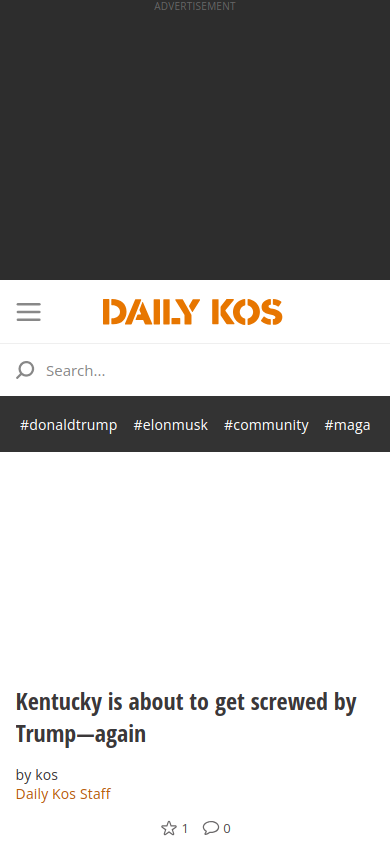 ADVERTISEMENT
DAILY KOS
Search...
#donaldtrump #elonmusk #community #maga
Kentucky is about to get screwed by
Trump—again
by kos
Daily Kos Staff
1 0